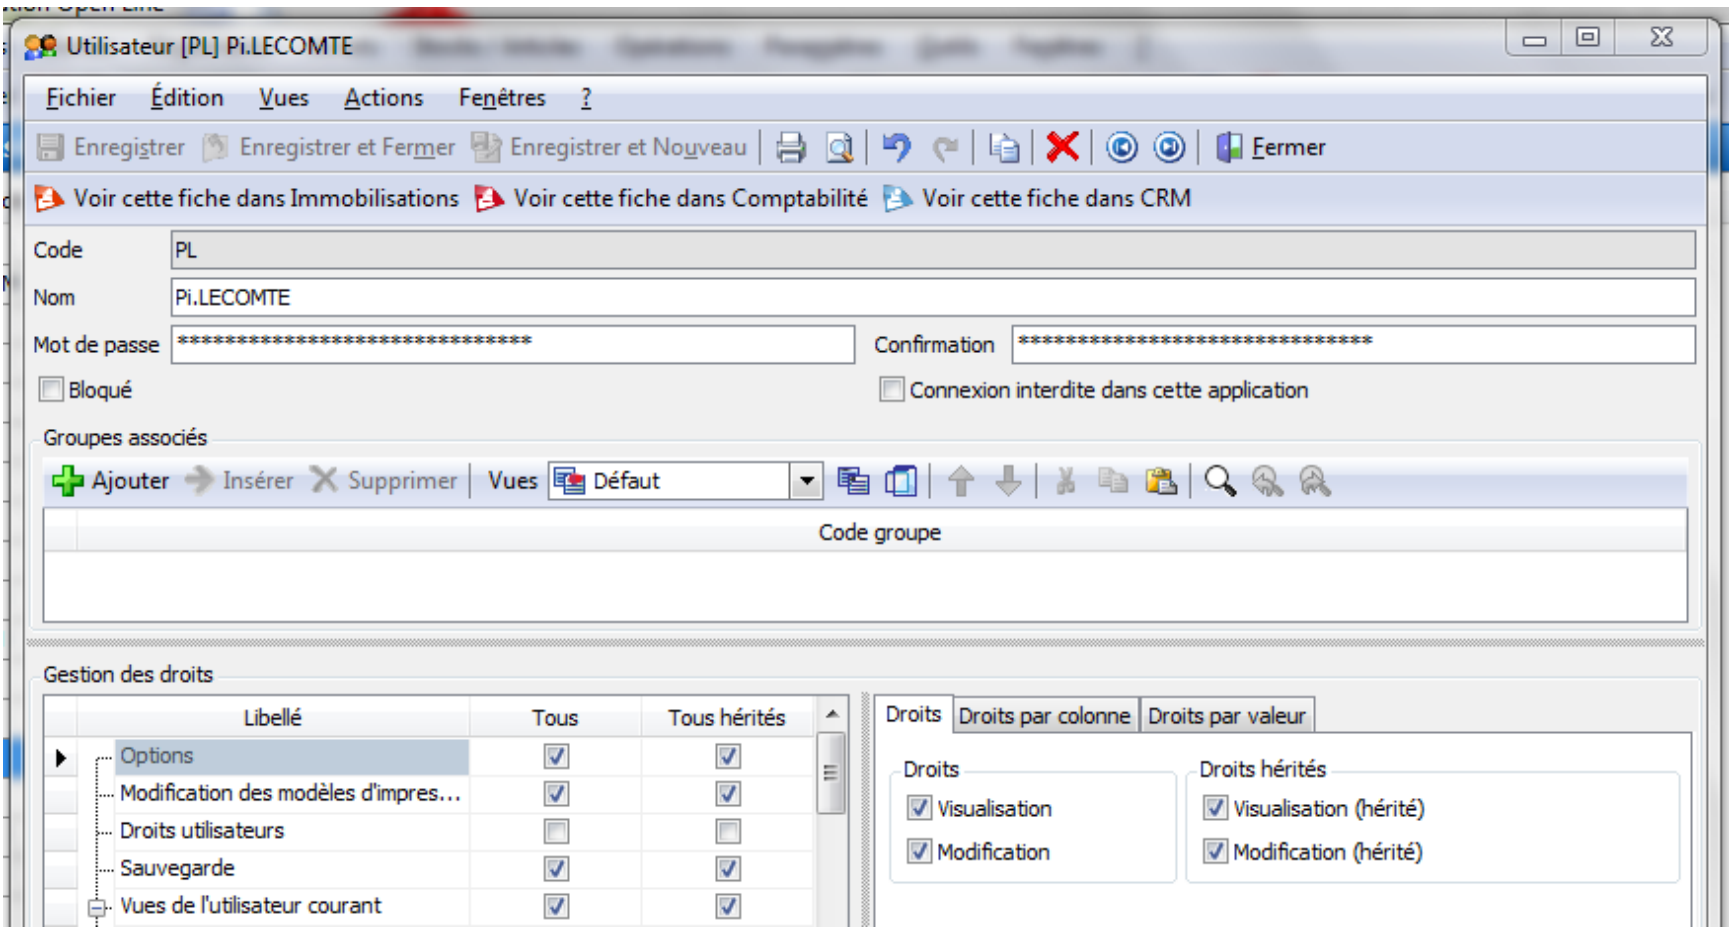 Utilisateur [PL] Pi.LECOMTE
Fichier Édition Vues Actions Fenêtres ?
Enregistrer Enregistrer et Fermer Enregistrer et Nouveau Fermer
Voir cette fiche dans Immobilisations Voir cette fiche dans Comptabilité Voir cette fiche dans CRM
Code PL
Nom Pi.LECOMTE
Mot de passe ****************************** Confirmation ******************************
Bloqué Connexion interdite dans cette application
Groupes associés
Ajouter Insérer Supprimer Vues Défaut
Code groupe
Gestion des droits
Libellé Tous Tous hérités
Options
Modification des modèles d'impres...
Droits utilisateurs
Sauvegarde
Vues de l'utilisateur courant
Droits Droits par colonne Droits par valeur
Droits Droits hérités
Visualisation Visualisation (hérité)
Modification Modification (hérité)